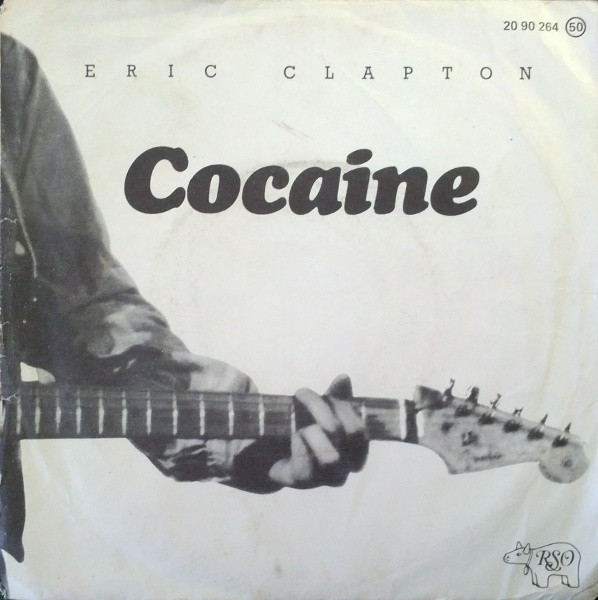 20 90 264 50
ERIC CLAPTON
Cocaine
RSO